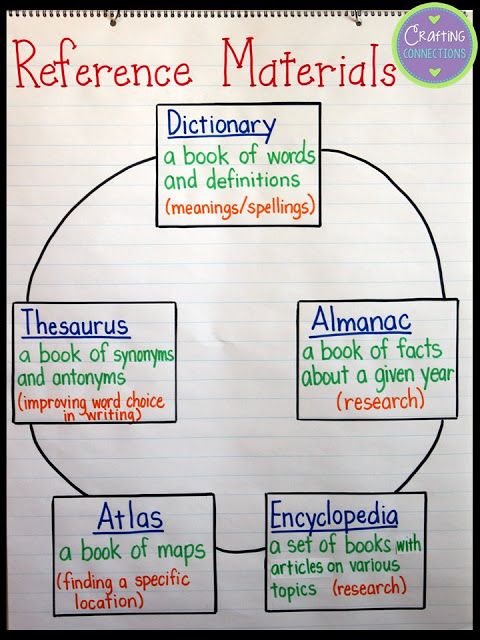 Crafting
CONNECTIONS
Reference Materials
Dictionary
a book of words
and definitions
(meanings/spellings)
Thesaurus
a book of synonyms
and antonyms
(improving word choice
in writing)
Almanac
a book of facts
about a given year
(research)
Atlas
a book of maps
(finding a specific
location)
Encyclopedia
a set of books with
articles on various
topics (research)